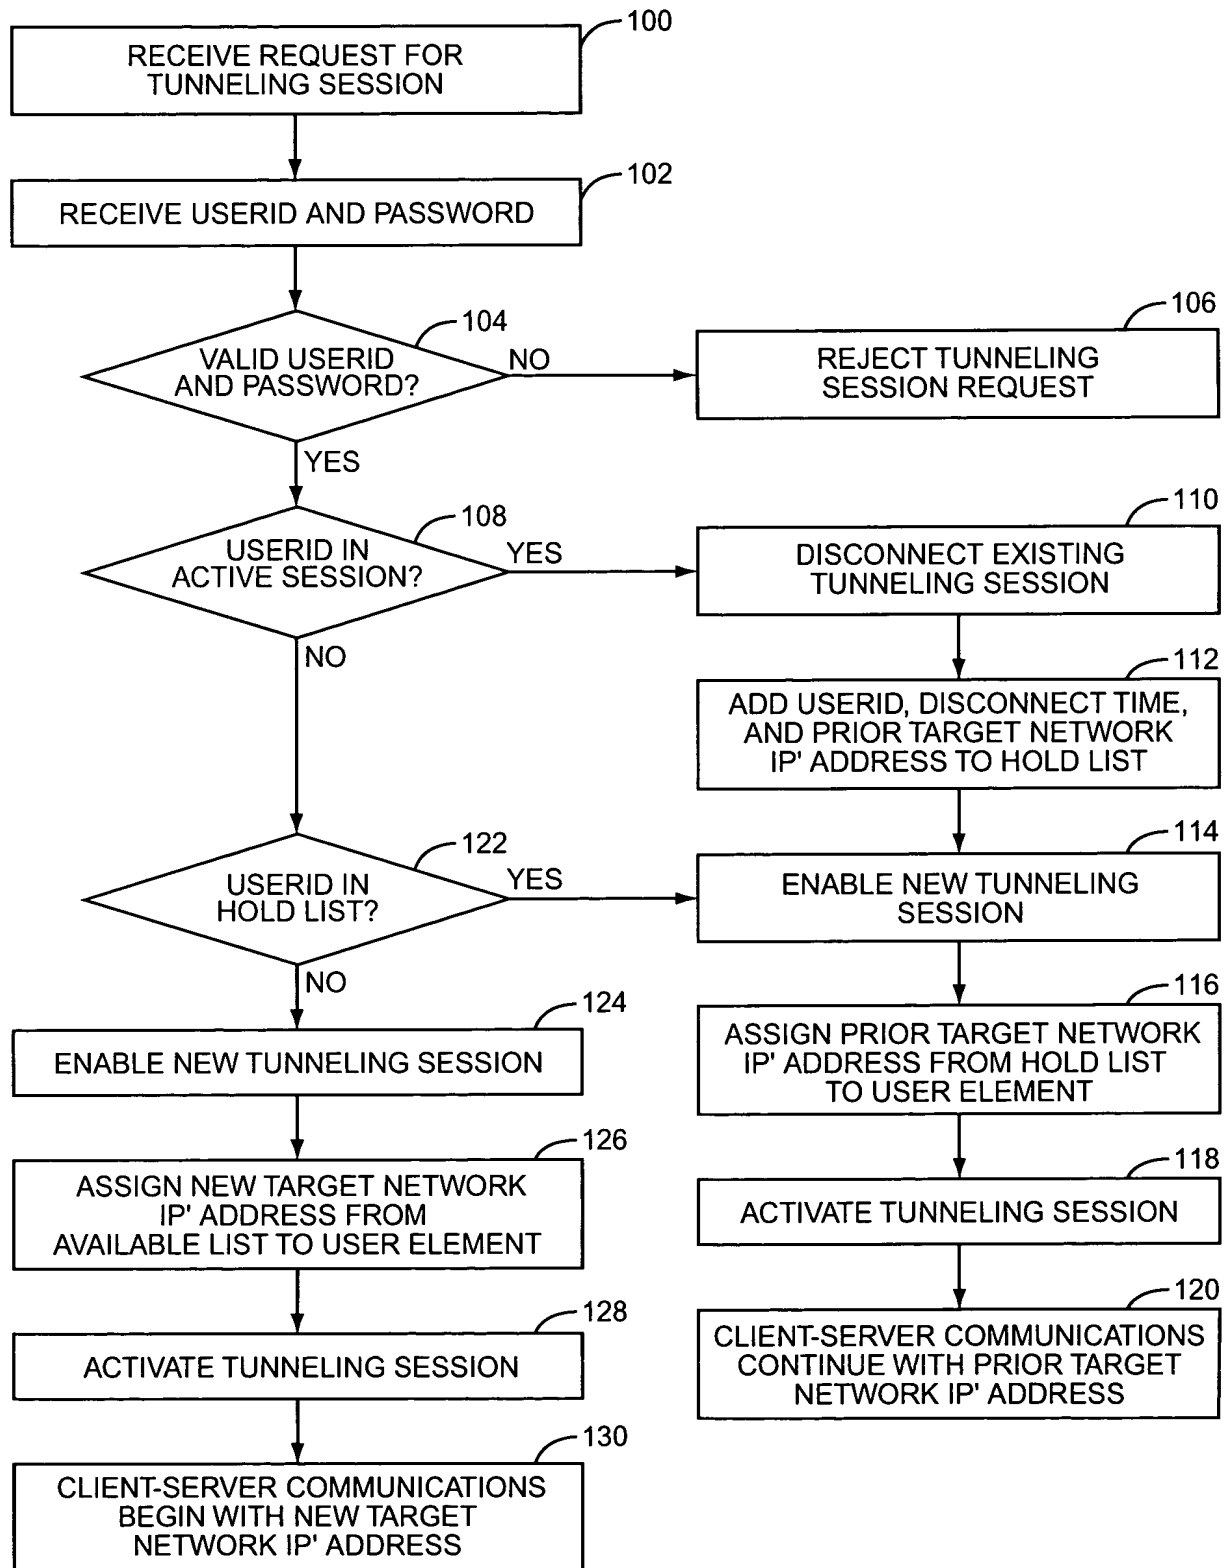 100
RECEIVE REQUEST FOR
TUNNELING SESSION
102
RECEIVE USERID AND PASSWORD
104
VALID USERID
AND PASSWORD?
NO
YES
106
REJECT TUNNELING
SESSION REQUEST
108
USERID IN
ACTIVE SESSION?
YES
NO
110
DISCONNECT EXISTING
TUNNELING SESSION
112
ADD USERID, DISCONNECT TIME,
AND PRIOR TARGET NETWORK
IP' ADDRESS TO HOLD LIST
122
USERID IN
HOLD LIST?
YES
NO
114
ENABLE NEW TUNNELING
SESSION
116
ASSIGN PRIOR TARGET NETWORK
IP' ADDRESS FROM HOLD LIST
TO USER ELEMENT
118
ACTIVATE TUNNELING SESSION
120
CLIENT-SERVER COMMUNICATIONS
CONTINUE WITH PRIOR TARGET
NETWORK IP' ADDRESS
124
ENABLE NEW TUNNELING SESSION
126
ASSIGN NEW TARGET NETWORK
IP' ADDRESS FROM
AVAILABLE LIST TO USER ELEMENT
128
ACTIVATE TUNNELING SESSION
130
CLIENT-SERVER COMMUNICATIONS
BEGIN WITH NEW TARGET
NETWORK IP' ADDRESS